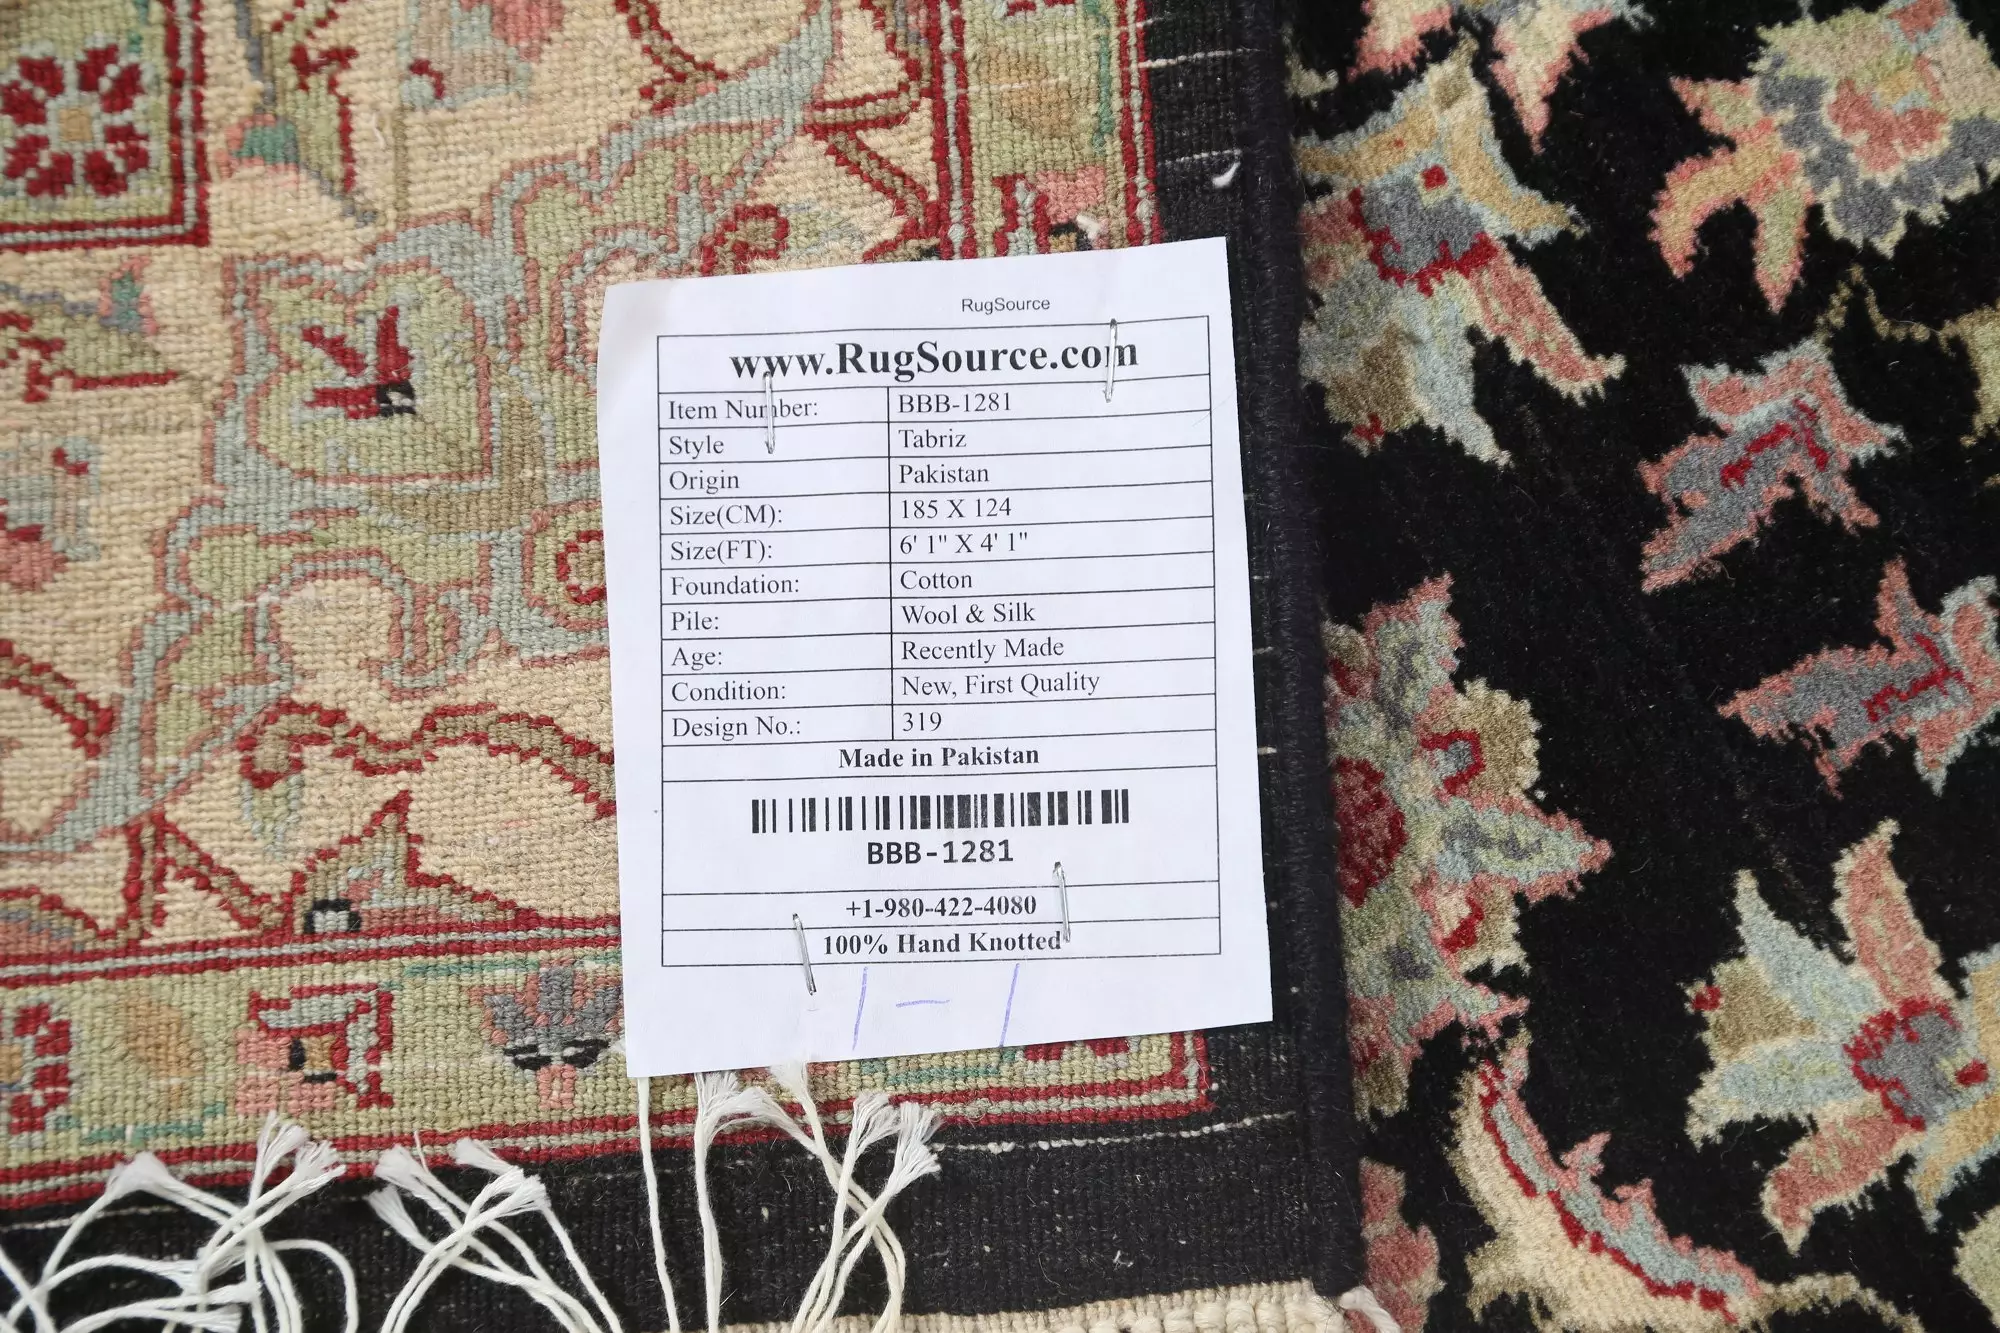 RugSource
www.RugSource.com
Item Number: BBB-1281
Style Tabriz
Origin Pakistan
Size(CM): 185 X 124
Size(FT): 6' 1" X 4' 1"
Foundation: Cotton
Pile: Wool & Silk
Age: Recently Made
Condition: New, First Quality
Design No.: 319
Made in Pakistan
BBB-1281
+1-980-422-4080
100% Hand Knotted
1-1